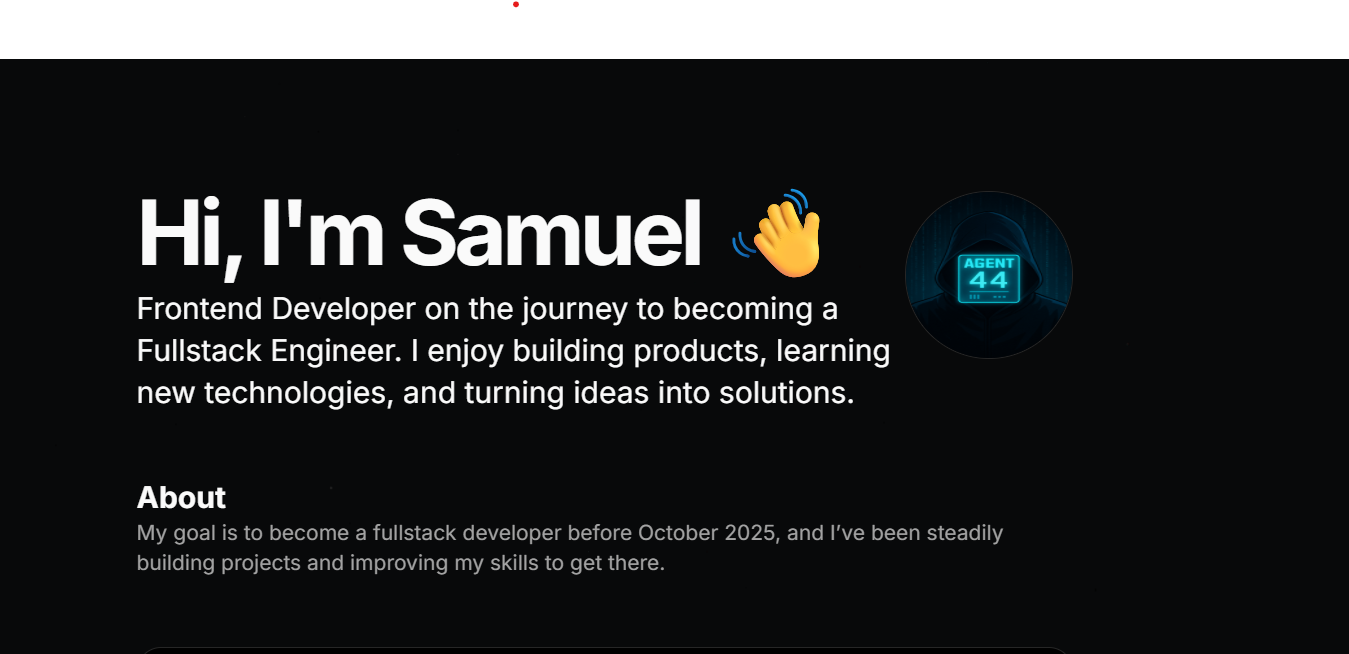 Hi, I'm Samuel 👋
Frontend Developer on the journey to becoming a
Fullstack Engineer. I enjoy building products, learning
new technologies, and turning ideas into solutions.
AGENT
44
About
My goal is to become a fullstack developer before October 2025, and I’ve been steadily
building projects and improving my skills to get there.